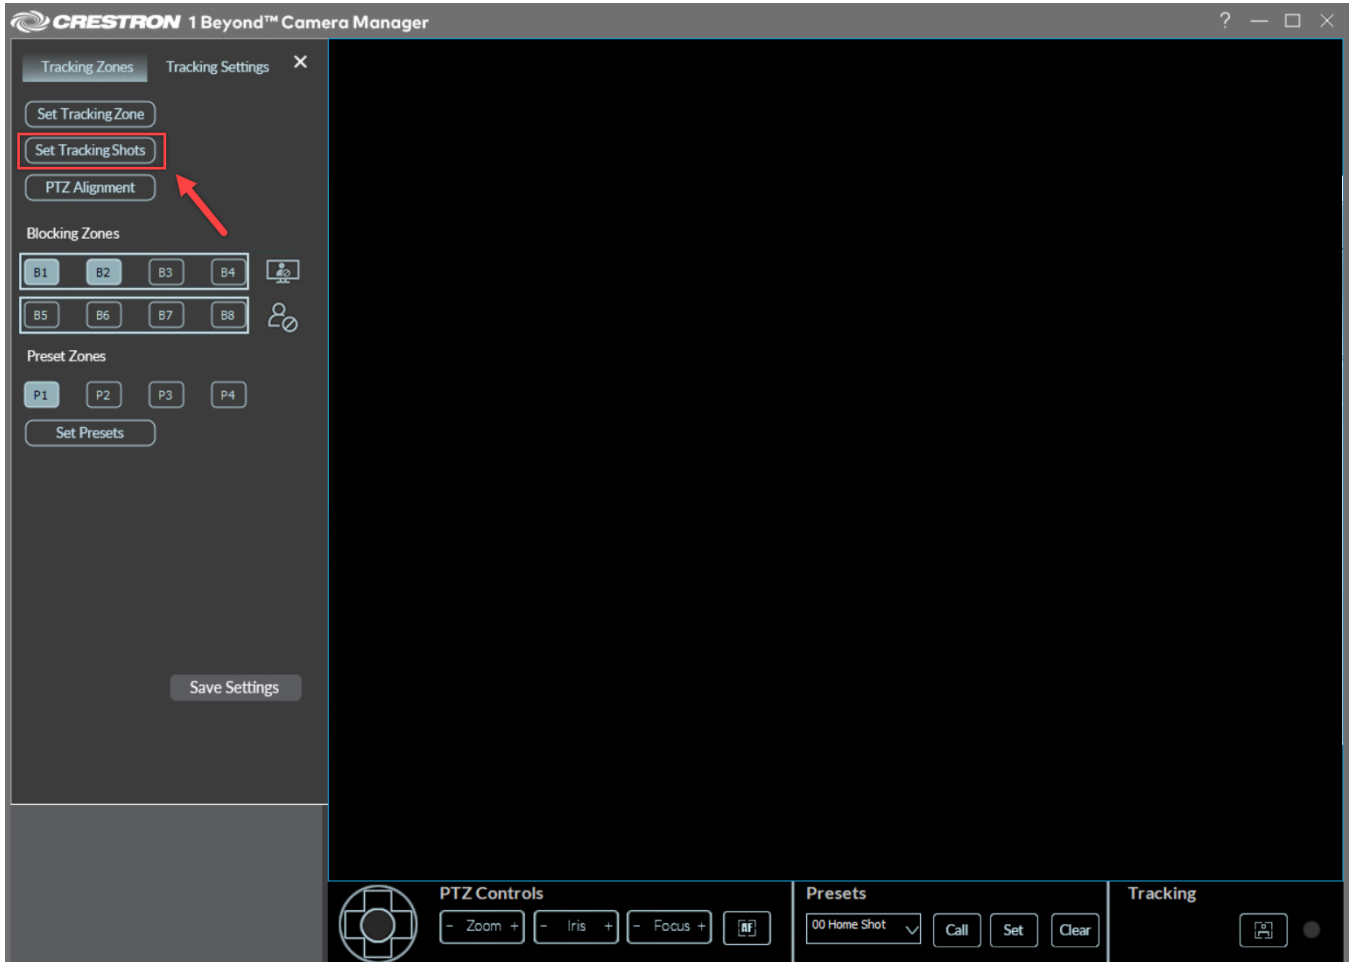 CRESTRON 1 Beyond™ Camera Manager ?
Tracking Zones Tracking Settings
Set Tracking Zone
Set Tracking Shots
PTZ Alignment
Blocking Zones
B1 B2 B3 B4
B5 B6 B7 B8
Preset Zones
P1 P2 P3 P4
Set Presets
Save Settings
PTZ Controls Presets Tracking
- Zoom + - Iris + - Focus + AF 00 Home Shot Call Set Clear